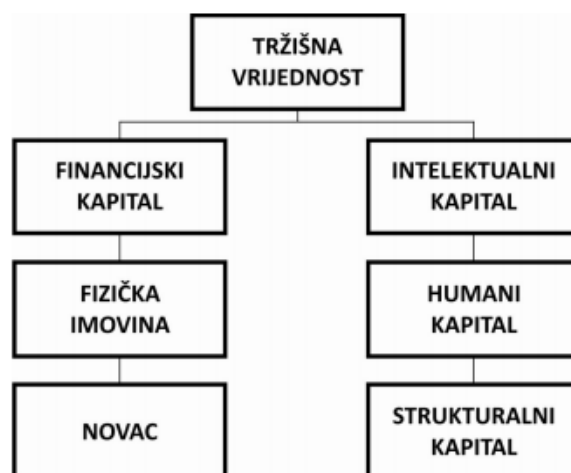 TRŽIŠNA
VRIJEDNOST
FINANCIJSKI
KAPITAL
INTELEKTUALNI
KAPITAL
FIZIČKA
IMOVINA
HUMANI
KAPITAL
NOVAC
STRUKTURALNI
KAPITAL